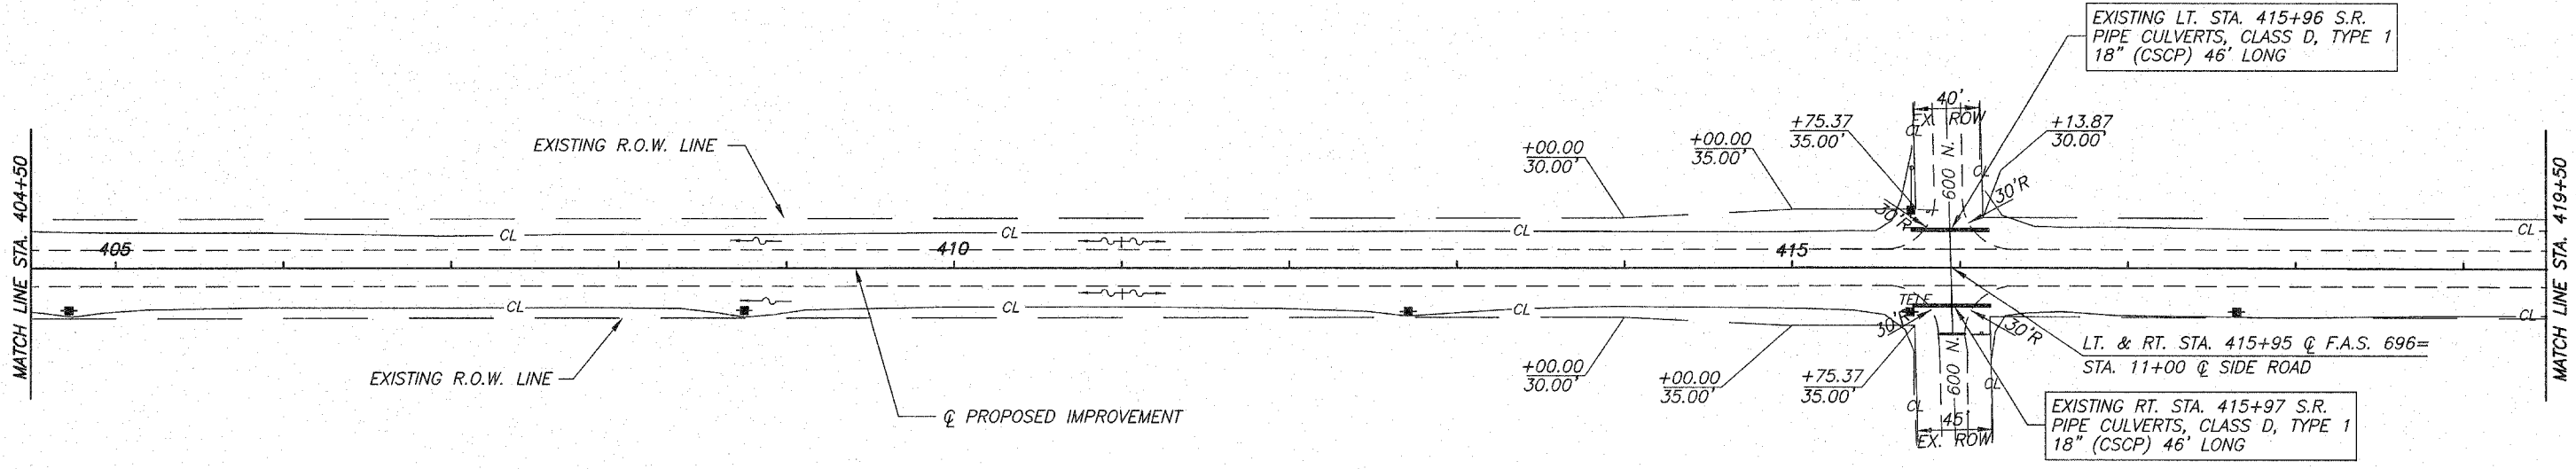 EXISTING LT. STA. 415+96 S.R.
PIPE CULVERTS, CLASS D, TYPE 1
18" (CSCP) 46' LONG
40'
EX. ROW
CL
600 N.
CL
+75.37
35.00'
+13.87
30.00'
+00.00
35.00'
+00.00
30.00'
EXISTING R.O.W. LINE
30'R
30'R
MATCH LINE STA. 404+50
MATCH LINE STA. 419+50
CL
CL
CL
CL
405
410
415
CL
CL
CL
CL
TELE
30'R
30'R
LT. & RT. STA. 415+95 ℄ F.A.S. 696=
STA. 11+00 ℄ SIDE ROAD
EXISTING R.O.W. LINE
+00.00
30.00'
+00.00
35.00'
+75.37
35.00'
600 N.
CL
CL
45'
EX. ROW
℄ PROPOSED IMPROVEMENT
EXISTING RT. STA. 415+97 S.R.
PIPE CULVERTS, CLASS D, TYPE 1
18" (CSCP) 46' LONG